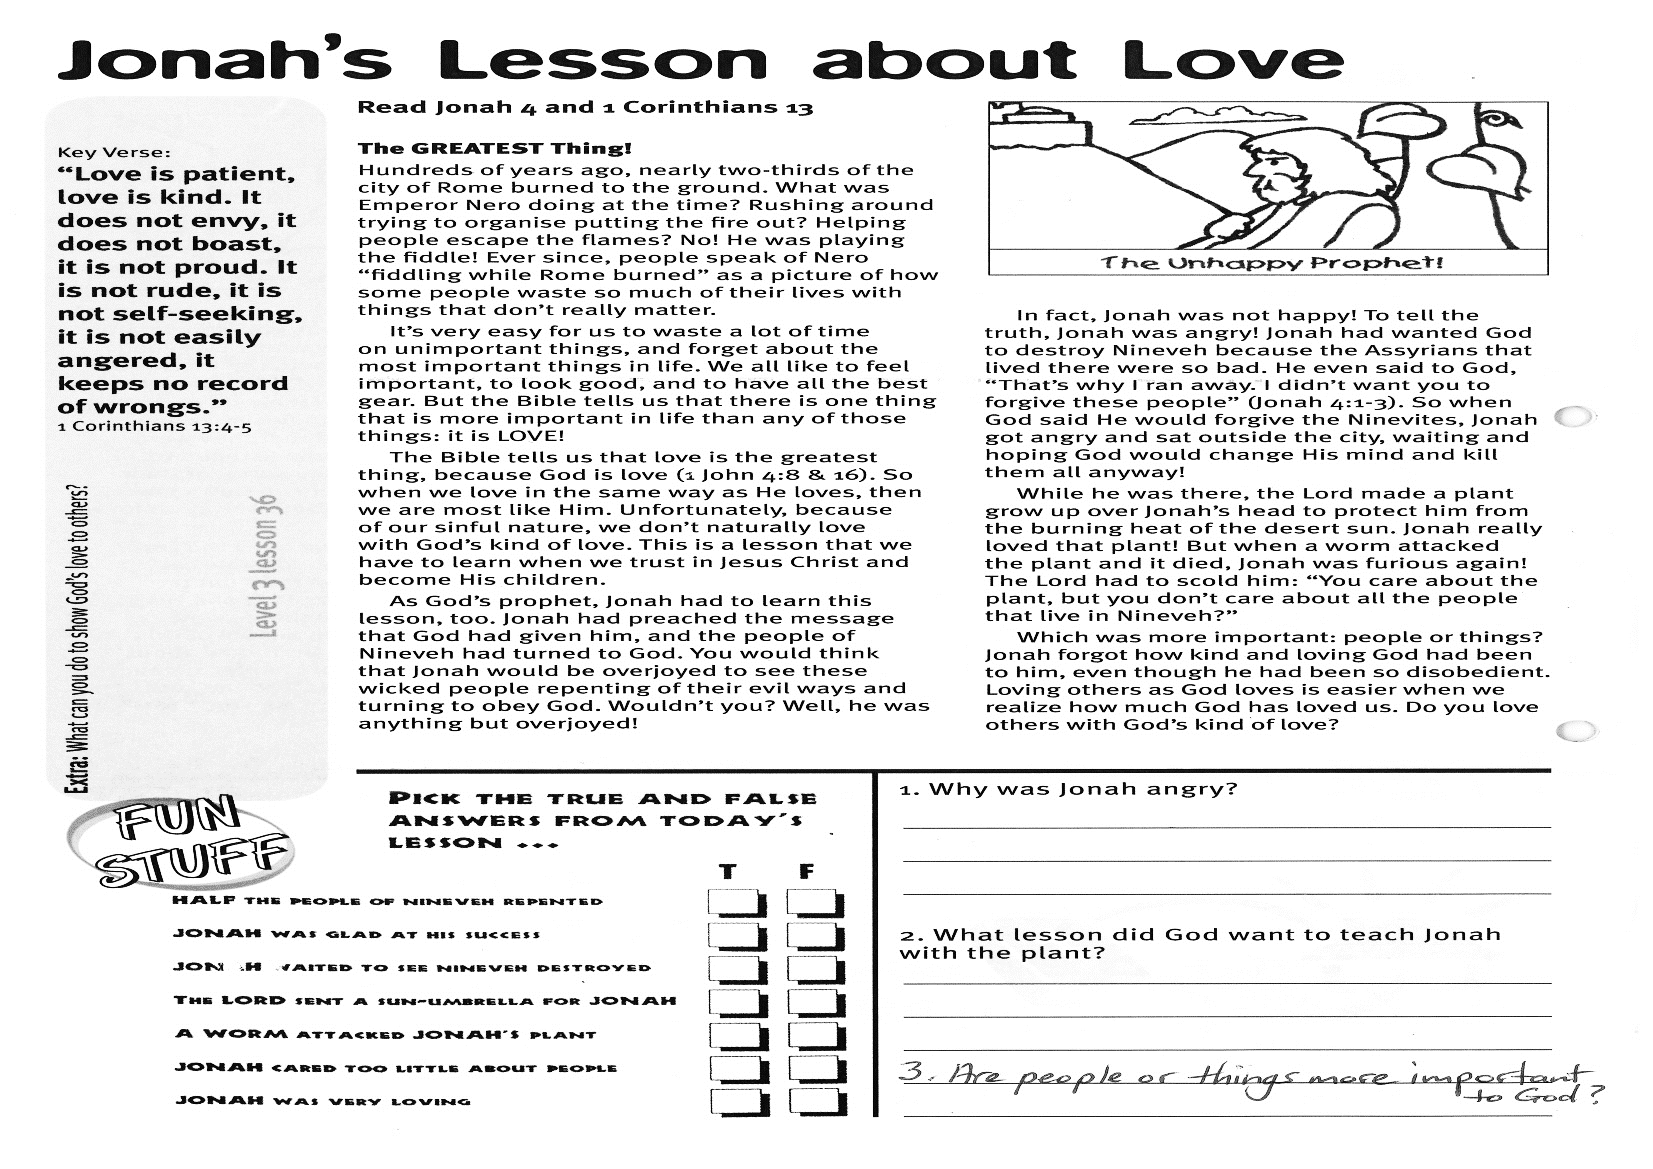 Jonah's Lesson about Love
Key Verse:
“Love is patient,
love is kind. It
does not envy, it
does not boast,
it is not proud. It
is not rude, it is
not self-seeking,
it is not easily
angered, it
keeps no record
of wrongs.”
1 Corinthians 13:4-5
Extra: What can you do to show God's love to others?
Level 3 lesson 36
Read Jonah 4 and 1 Corinthians 13
The GREATEST Thing!
Hundreds of years ago, nearly two-thirds of the
city of Rome burned to the ground. What was
Emperor Nero doing at the time? Rushing around
trying to organise putting the fire out? Helping
people escape the flames? No! He was playing
the fiddle! Ever since, people speak of Nero
“fiddling while Rome burned” as a picture of how
some people waste so much of their lives with
things that don't really matter.
It's very easy for us to waste a lot of time
on unimportant things, and forget about the
most important things in life. We all like to feel
important, to look good, and to have all the best
gear. But the Bible tells us that there is one thing
that is more important in life than any of those
things: it is LOVE!
The Bible tells us that love is the greatest
thing, because God is love (1 John 4:8 & 16). So
when we love in the same way as He loves, then
we are most like Him. Unfortunately, because
of our sinful nature, we don't naturally love
with God's kind of love. This is a lesson that we
have to learn when we trust in Jesus Christ and
become His children.
As God's prophet, Jonah had to learn this
lesson, too. Jonah had preached the message
that God had given him, and the people of
Nineveh had turned to God. You would think
that Jonah would be overjoyed to see these
wicked people repenting of their evil ways and
turning to obey God. Wouldn't you? Well, he was
anything but overjoyed!
The Unhappy Prophet!
In fact, Jonah was not happy! To tell the
truth, Jonah was angry! Jonah had wanted God
to destroy Nineveh because the Assyrians that
lived there were so bad. He even said to God,
“That's why I ran away. I didn't want you to
forgive these people” (Jonah 4:1-3). So when
God said He would forgive the Ninevites, Jonah
got angry and sat outside the city, waiting and
hoping God would change His mind and kill
them all anyway!
While he was there, the Lord made a plant
grow up over Jonah's head to protect him from
the burning heat of the desert sun. Jonah really
loved that plant! But when a worm attacked
the plant and it died, Jonah was furious again!
The Lord had to scold him: “You care about the
plant, but you don't care about all the people
that live in Nineveh?”
Which was more important: people or things?
Jonah forgot how kind and loving God had been
to him, even though he had been so disobedient.
Loving others as God loves is easier when we
realize how much God has loved us. Do you love
others with God's kind of love?
FUN
STUFF
PICK THE TRUE AND FALSE
ANSWERS FROM TODAY'S
LESSON ...
T F
HALF THE PEOPLE OF NINEVEH REPENTED
JONAH WAS GLAD AT HIS SUCCESS
JONAH WAITED TO SEE NINEVEH DESTROYED
THE LORD SENT A SUN-UMBRELLA FOR JONAH
A WORM ATTACKED JONAH'S PLANT
JONAH CARED TOO LITTLE ABOUT PEOPLE
JONAH WAS VERY LOVING
1. Why was Jonah angry?
2. What lesson did God want to teach Jonah
with the plant?
3. Are people or things more important
to God?